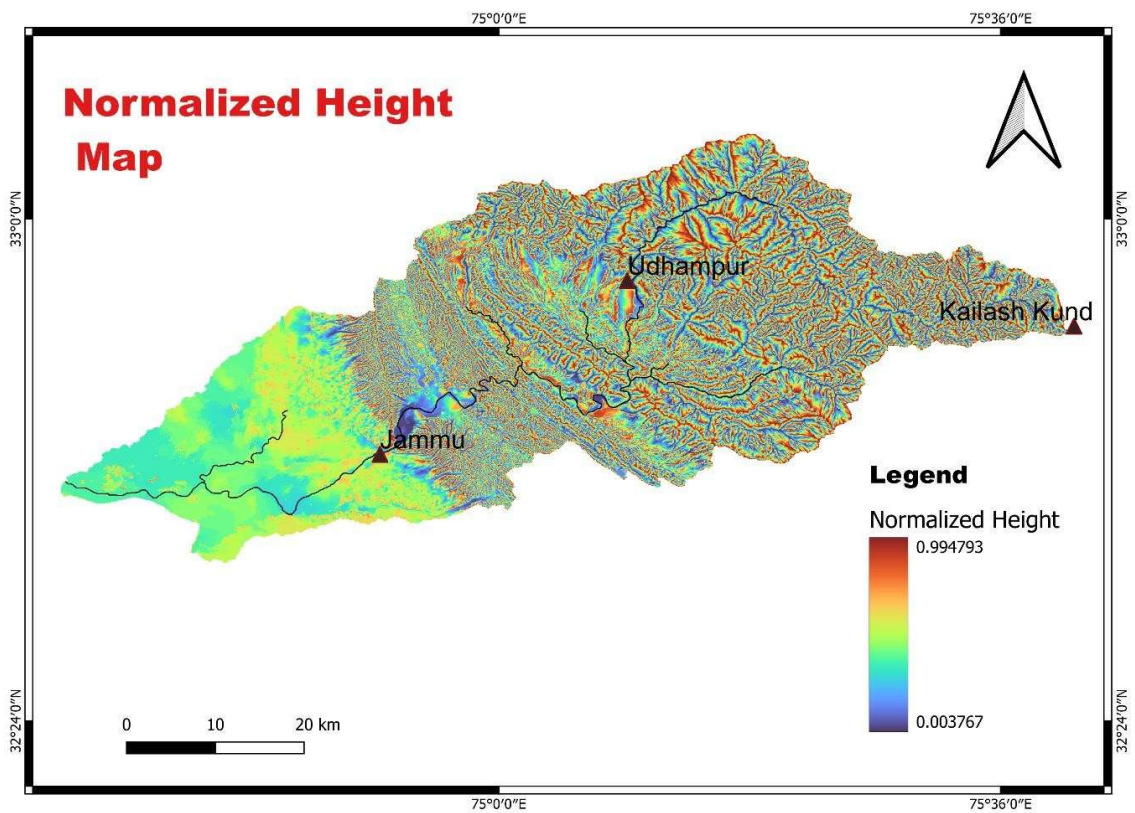 75°0′0″E
75°36′0″E
Normalized Height
Map
33°0′0″N
33°0′0″N
Udhampur
Kailash Kund
Jammu
Legend
Normalized Height
0.994793
0.003767
0
10
20 km
32°24′0″N
32°24′0″N
75°0′0″E
75°36′0″E